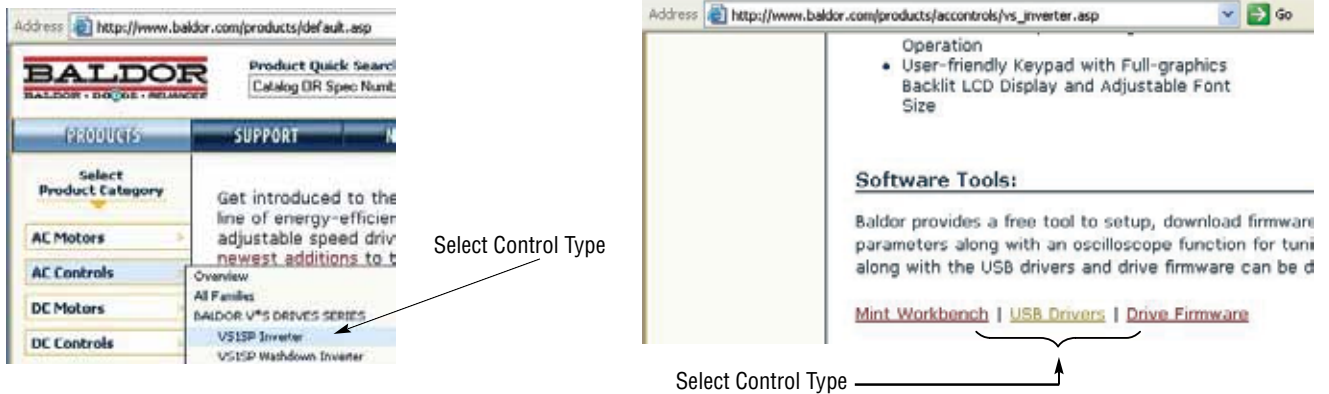 Address http://www.baldor.com/products/default.asp
BALDOR
BALDOR • DODGE • RELIANCE
Product Quick Searc
Catalog OR Spec Numb
PRODUCTS SUPPORT N
Select
Product Category
AC Motors
AC Controls
DC Motors
DC Controls
Get introduced to the
line of energy-efficien
adjustable speed driv
newest additions to t
Overview
All Families
BALDOR V*S DRIVES SERIES
VS1SP Inverter
VS1SP Washdown Inverter
Select Control Type
Address http://www.baldor.com/products/accontrols/vs_inverter.asp Go
Operation
• User-friendly Keypad with Full-graphics
Backlit LCD Display and Adjustable Font
Size
Software Tools:
Baldor provides a free tool to setup, download firmware
parameters along with an oscilloscope function for tuni
along with the USB drivers and drive firmware can be d
Mint Workbench | USB Drivers | Drive Firmware
Select Control Type